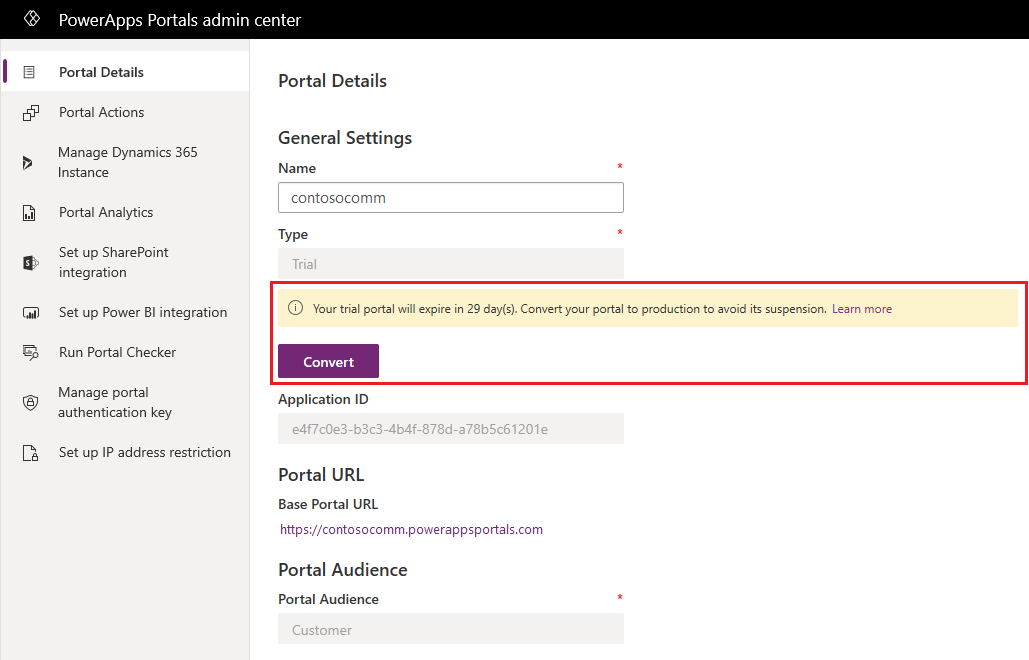 PowerApps Portals admin center
Portal Details
Portal Actions
Manage Dynamics 365
Instance
Portal Analytics
Set up SharePoint
integration
Set up Power BI integration
Run Portal Checker
Manage portal
authentication key
Set up IP address restriction
Portal Details
General Settings
Name *
contosocomm
Type *
Trial
Your trial portal will expire in 29 day(s). Convert your portal to production to avoid its suspension. Learn more
Convert
Application ID
e4f7c0e3-b3c3-4b4f-878d-a78b5c61201e
Portal URL
Base Portal URL
https://contosocomm.powerappsportals.com
Portal Audience
Portal Audience *
Customer